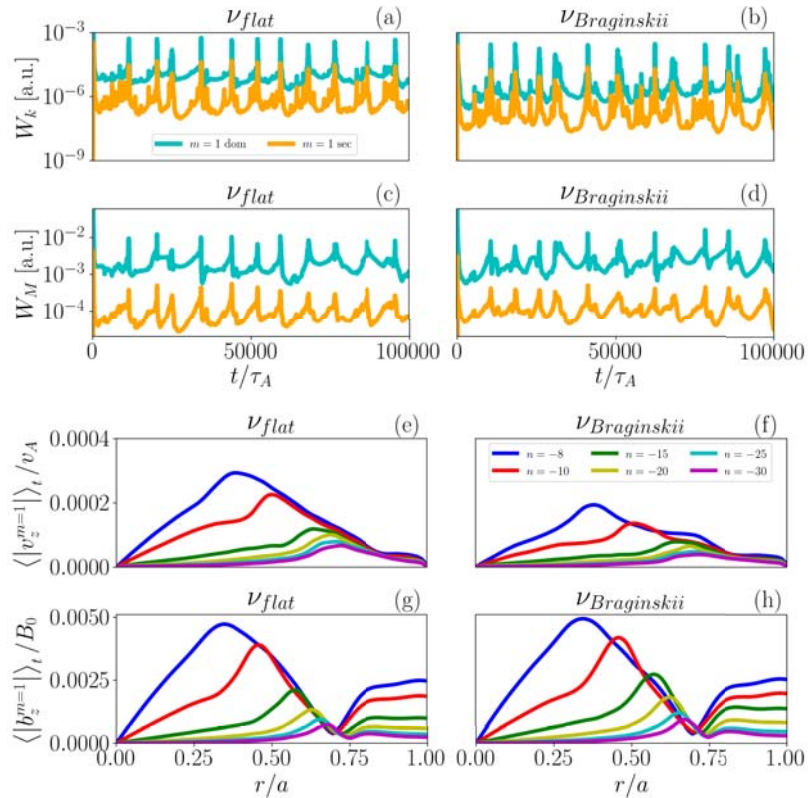 ν_flat (a) ν_Braginskii (b)
W_k [a.u.]
10^−3
10^−6
10^−9
m = 1 dom m = 1 sec
ν_flat (c) ν_Braginskii (d)
W_M [a.u.]
10^−2
10^−3
10^−4
0 50000 100000 0 50000 100000
t/τ_A t/τ_A
ν_flat (e) ν_Braginskii (f)
⟨|v_z^{m=1}|⟩_t/v_A
0.0004
0.0002
0.0000
n = −8 n = −15 n = −25
n = −10 n = −20 n = −30
ν_flat (g) ν_Braginskii (h)
⟨|b_z^{m=1}|⟩_t/B_0
0.0050
0.0025
0.0000
0.00 0.25 0.50 0.75 1.00 0.00 0.25 0.50 0.75 1.00
r/a r/a